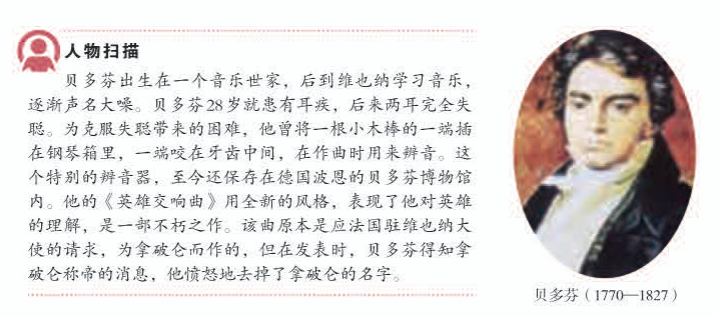 人物扫描
贝多芬出生在一个音乐世家，后到维也纳学习音乐，
逐渐声名大噪。贝多芬28岁就患有耳疾，后来两耳完全失
聪。为克服失聪带来的困难，他曾将一根小木棒的一端插
在钢琴箱里，一端咬在牙齿中间，在作曲时用来辨音。这
个特别的辨音器，至今还保存在德国波恩的贝多芬博物馆
内。他的《英雄交响曲》用全新的风格，表现了他对英雄
的理解，是一部不朽之作。该曲原本是应法国驻维也纳大
使的请求，为拿破仑而作的，但在发表时，贝多芬得知拿
破仑称帝的消息，他愤怒地去掉了拿破仑的名字。
贝多芬（1770—1827）